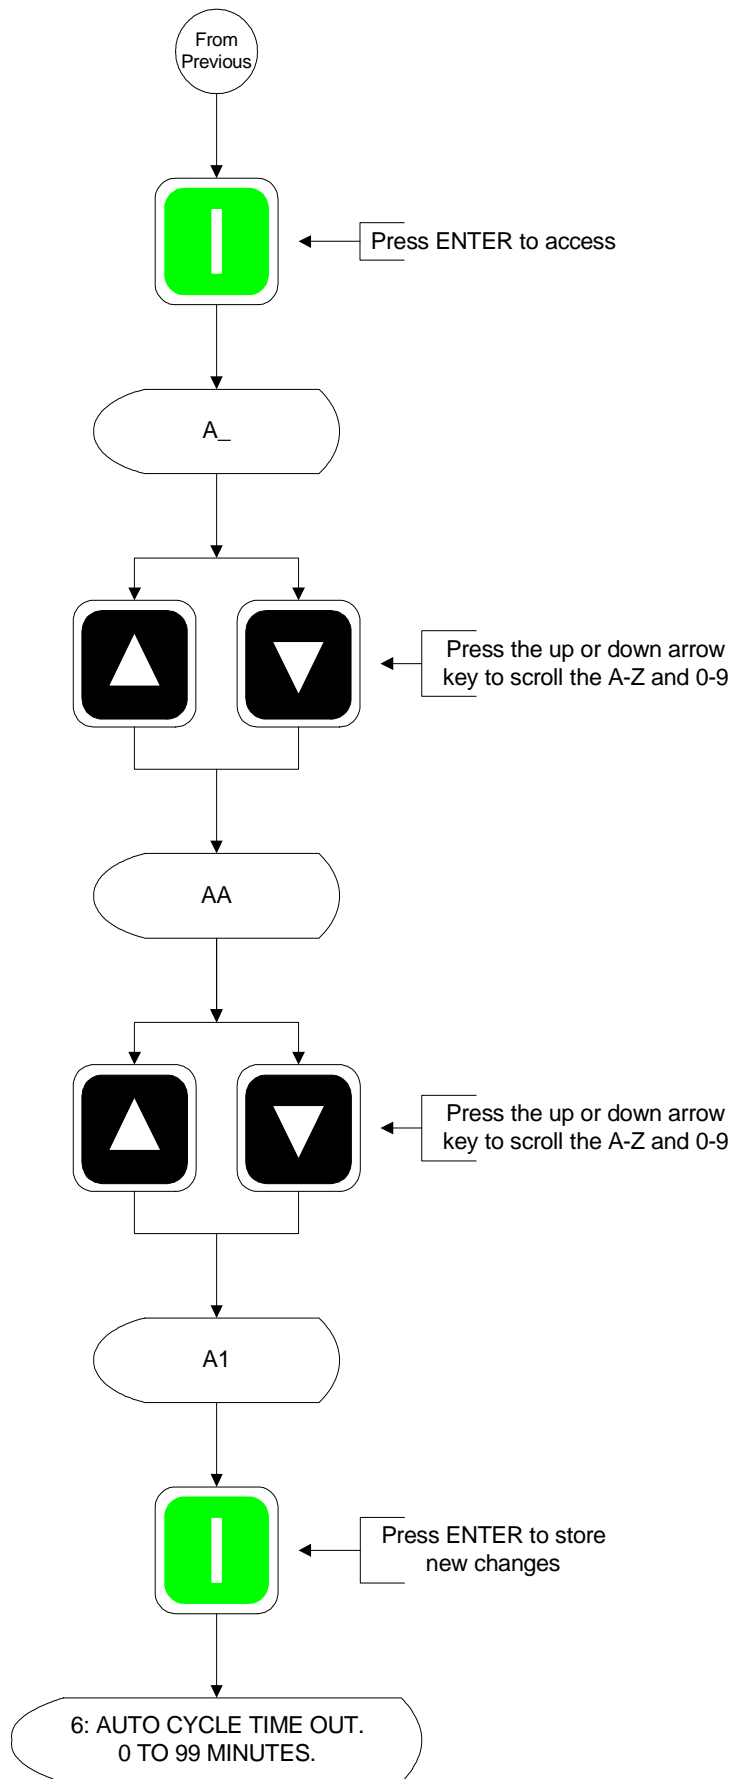 From
Previous
Press ENTER to access
A_
Press the up or down arrow
key to scroll the A-Z and 0-9
AA
Press the up or down arrow
key to scroll the A-Z and 0-9
A1
Press ENTER to store
new changes
6: AUTO CYCLE TIME OUT.
0 TO 99 MINUTES.